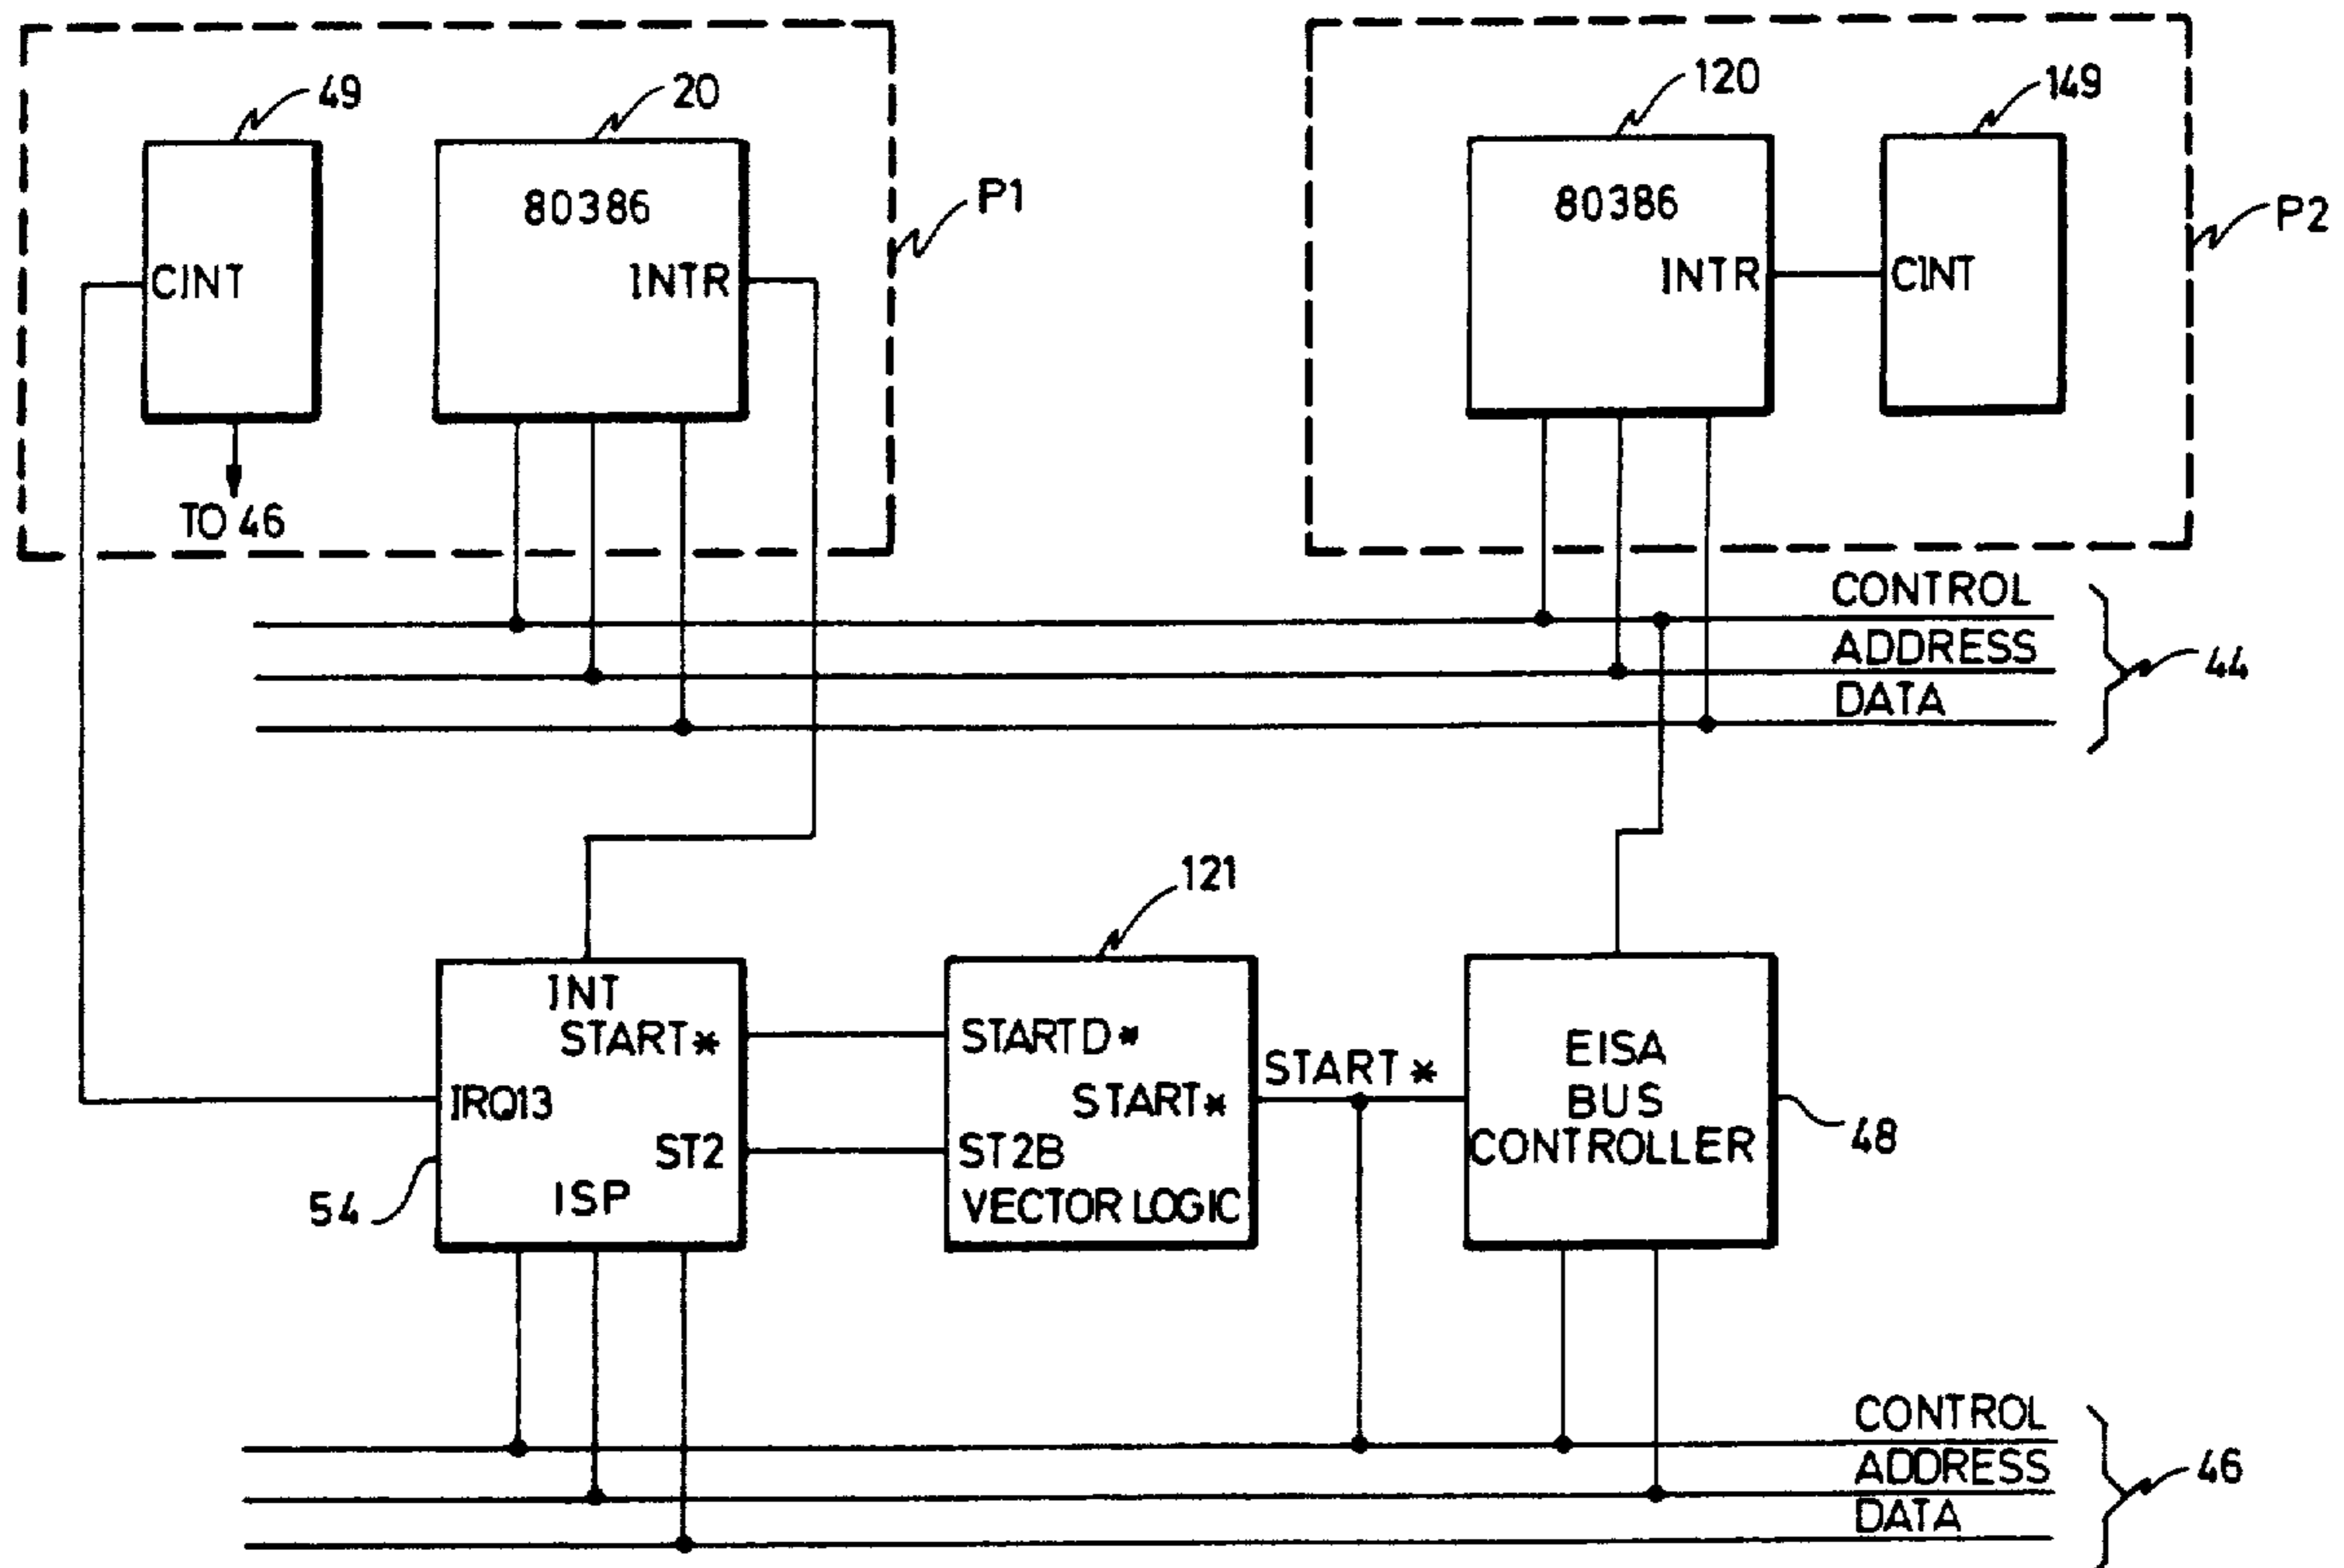 49
20
120
149
80386
80386
P1
P2
CINT
INTR
INTR
CINT
TO 46
CONTROL
ADDRESS
DATA
44
121
INT
START*
STARTD*
START*
START*
EISA
BUS
CONTROLLER
IRQ13
ST2
ST2B
48
54
ISP
VECTOR LOGIC
CONTROL
ADDRESS
DATA
46